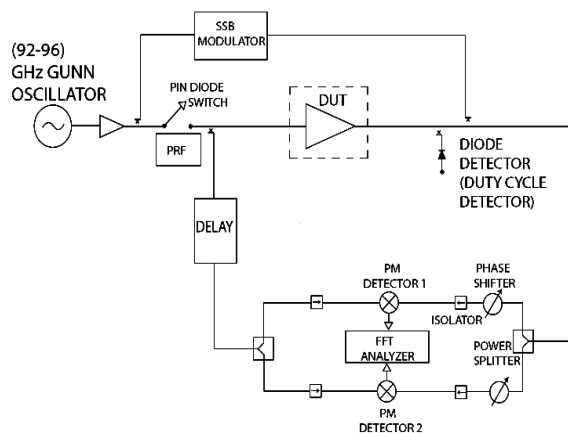 SSB
MODULATOR
(92-96)
GHz GUNN
OSCILLATOR
PIN DIODE
SWITCH
PRF
DUT
DIODE
DETECTOR
(DUTY CYCLE
DETECTOR)
DELAY
PM
DETECTOR 1
PHASE
SHIFTER
ISOLATOR
FFT
ANALYZER
POWER
SPLITTER
PM
DETECTOR 2